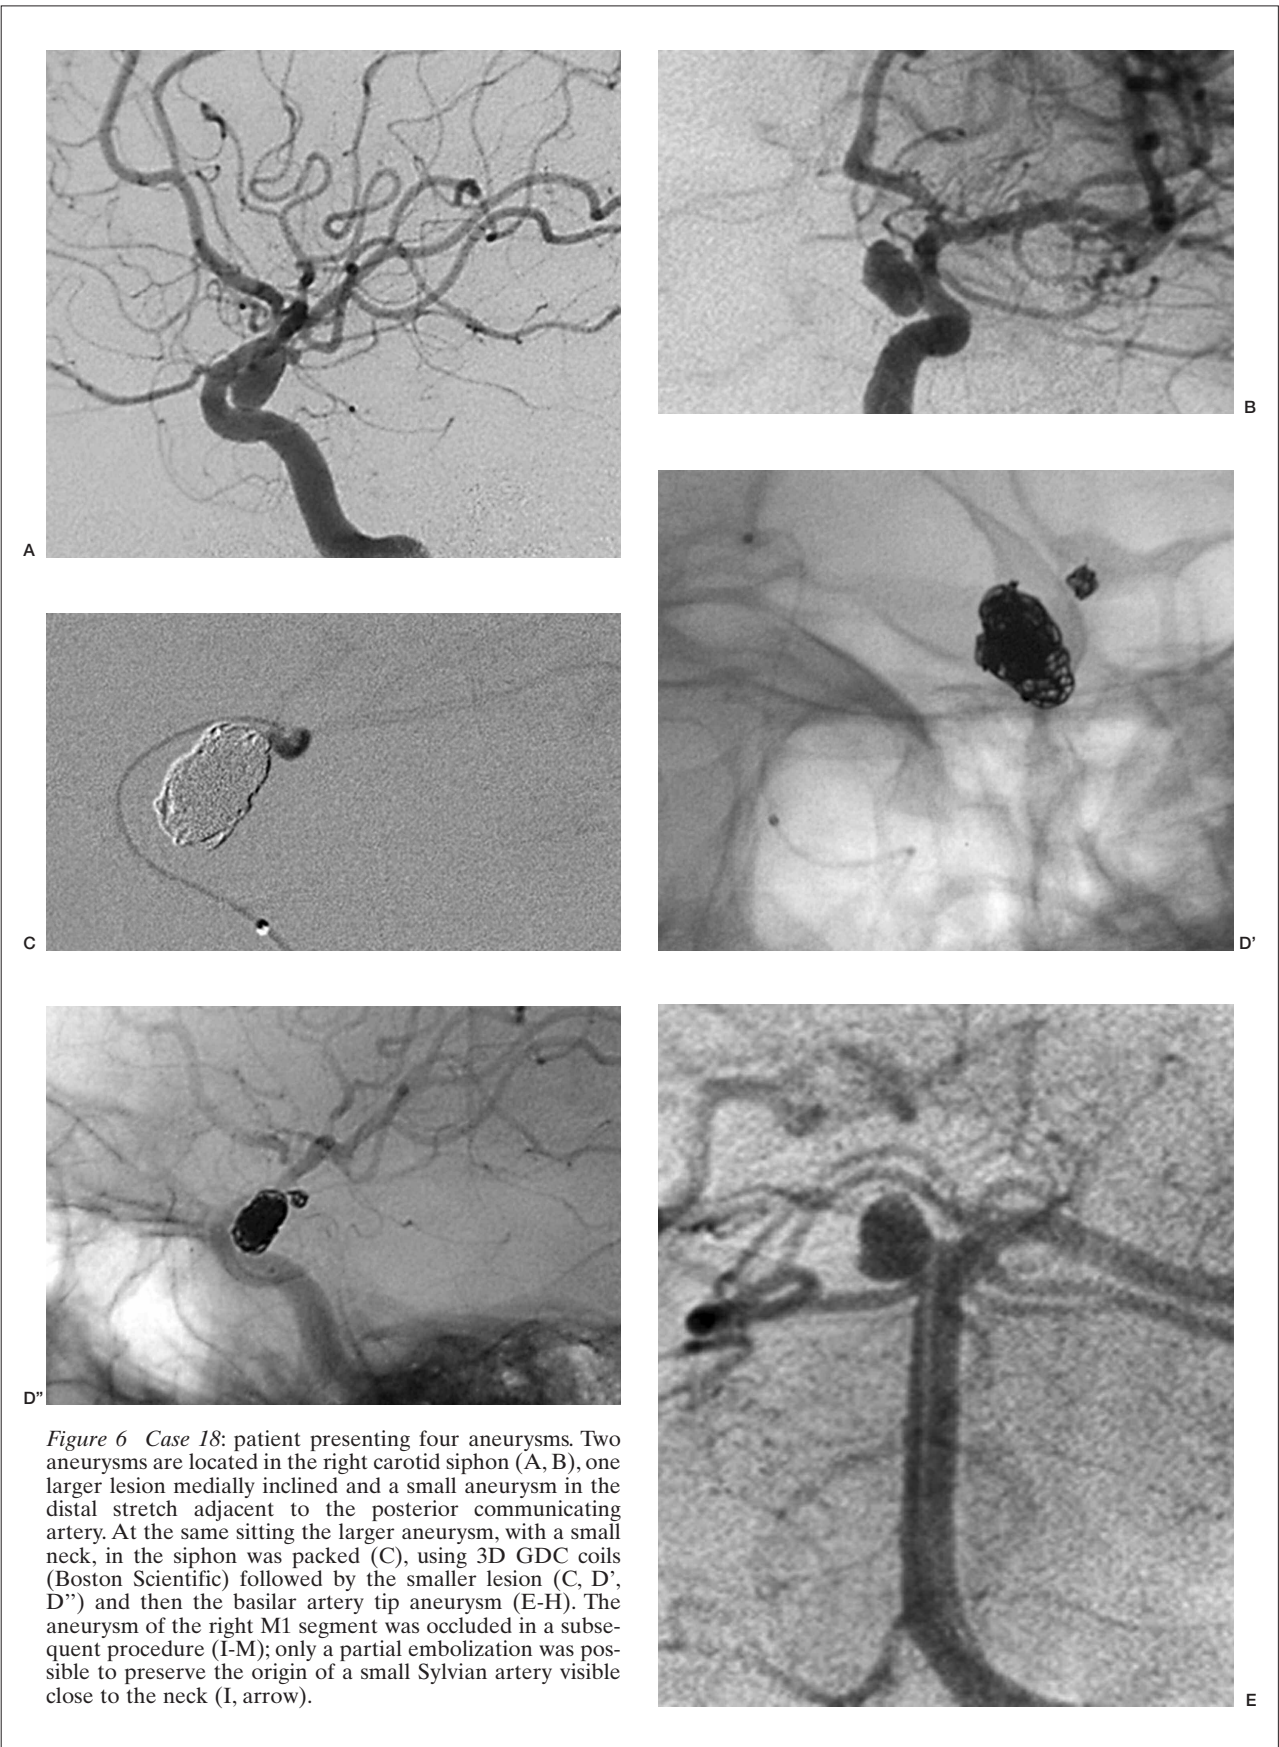 A
B
C
D'
D”
E
Figure 6 Case 18: patient presenting four aneurysms. Two
aneurysms are located in the right carotid siphon (A, B), one
larger lesion medially inclined and a small aneurysm in the
distal stretch adjacent to the posterior communicating
artery. At the same sitting the larger aneurysm, with a small
neck, in the siphon was packed (C), using 3D GDC coils
(Boston Scientific) followed by the smaller lesion (C, D’,
D”) and then the basilar artery tip aneurysm (E-H). The
aneurysm of the right M1 segment was occluded in a subse-
quent procedure (I-M); only a partial embolization was pos-
sible to preserve the origin of a small Sylvian artery visible
close to the neck (I, arrow).